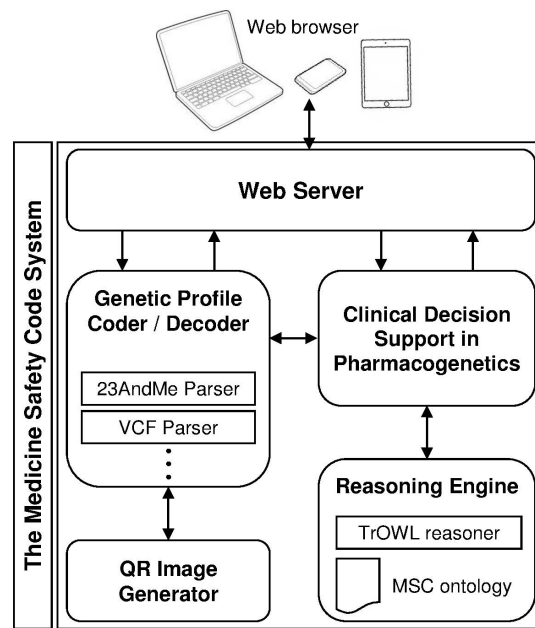 Web browser
The Medicine Safety Code System
Web Server
Genetic Profile
Coder / Decoder
23AndMe Parser
VCF Parser
Clinical Decision
Support in
Pharmacogenetics
QR Image
Generator
Reasoning Engine
TrOWL reasoner
MSC ontology